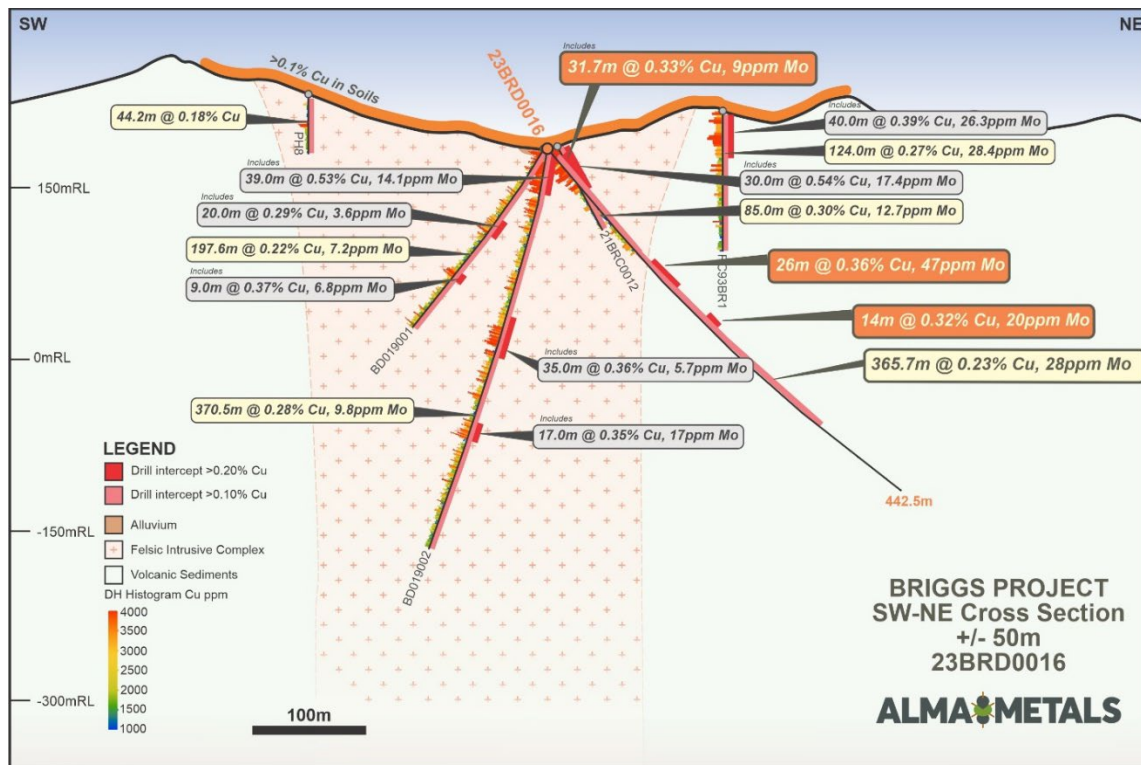 SW
NE
>0.1% Cu in Soils
23BRD0016
Includes
31.7m @ 0.33% Cu, 9ppm Mo
44.2m @ 0.18% Cu
PH8
Includes
40.0m @ 0.39% Cu, 26.3ppm Mo
124.0m @ 0.27% Cu, 28.4ppm Mo
Includes
39.0m @ 0.53% Cu, 14.1ppm Mo
Includes
30.0m @ 0.54% Cu, 17.4ppm Mo
150mRL
Includes
20.0m @ 0.29% Cu, 3.6ppm Mo
85.0m @ 0.30% Cu, 12.7ppm Mo
197.6m @ 0.22% Cu, 7.2ppm Mo
21BRC0012
RC93BR1
26m @ 0.36% Cu, 47ppm Mo
Includes
9.0m @ 0.37% Cu, 6.8ppm Mo
BD019001
14m @ 0.32% Cu, 20ppm Mo
0mRL
Includes
35.0m @ 0.36% Cu, 5.7ppm Mo
365.7m @ 0.23% Cu, 28ppm Mo
370.5m @ 0.28% Cu, 9.8ppm Mo
Includes
17.0m @ 0.35% Cu, 17ppm Mo
442.5m
-150mRL
BD019002
LEGEND
Drill intercept >0.20% Cu
Drill intercept >0.10% Cu
Alluvium
Felsic Intrusive Complex
Volcanic Sediments
DH Histogram Cu ppm
4000
3500
3000
2500
2000
1500
1000
-300mRL
100m
BRIGGS PROJECT
SW-NE Cross Section
+/- 50m
23BRD0016
ALMA METALS